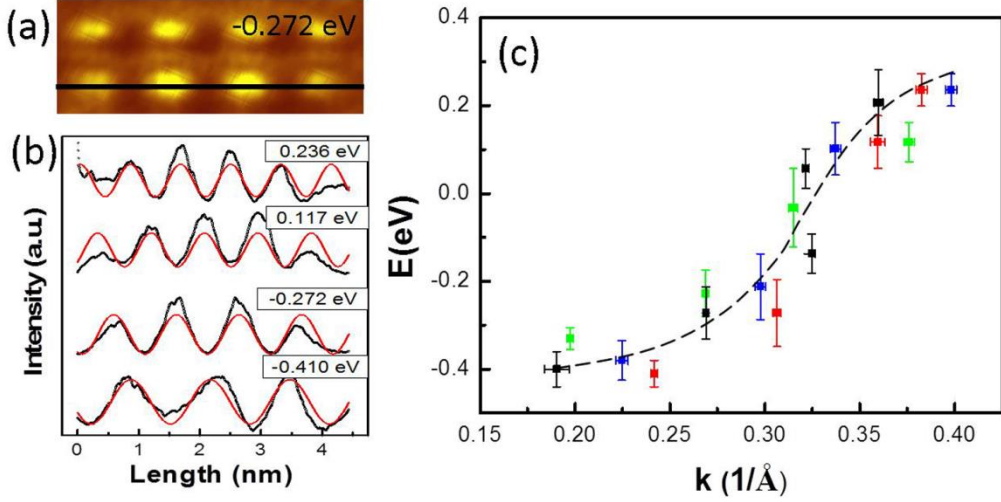 (a)
-0.272 eV
(b)
0.236 eV
0.117 eV
-0.272 eV
-0.410 eV
Intensity (a.u.)
0 1 2 3 4
Length (nm)
(c)
0.4
0.2
0.0
-0.2
-0.4
E(eV)
0.15 0.20 0.25 0.30 0.35 0.40
k (1/Å)